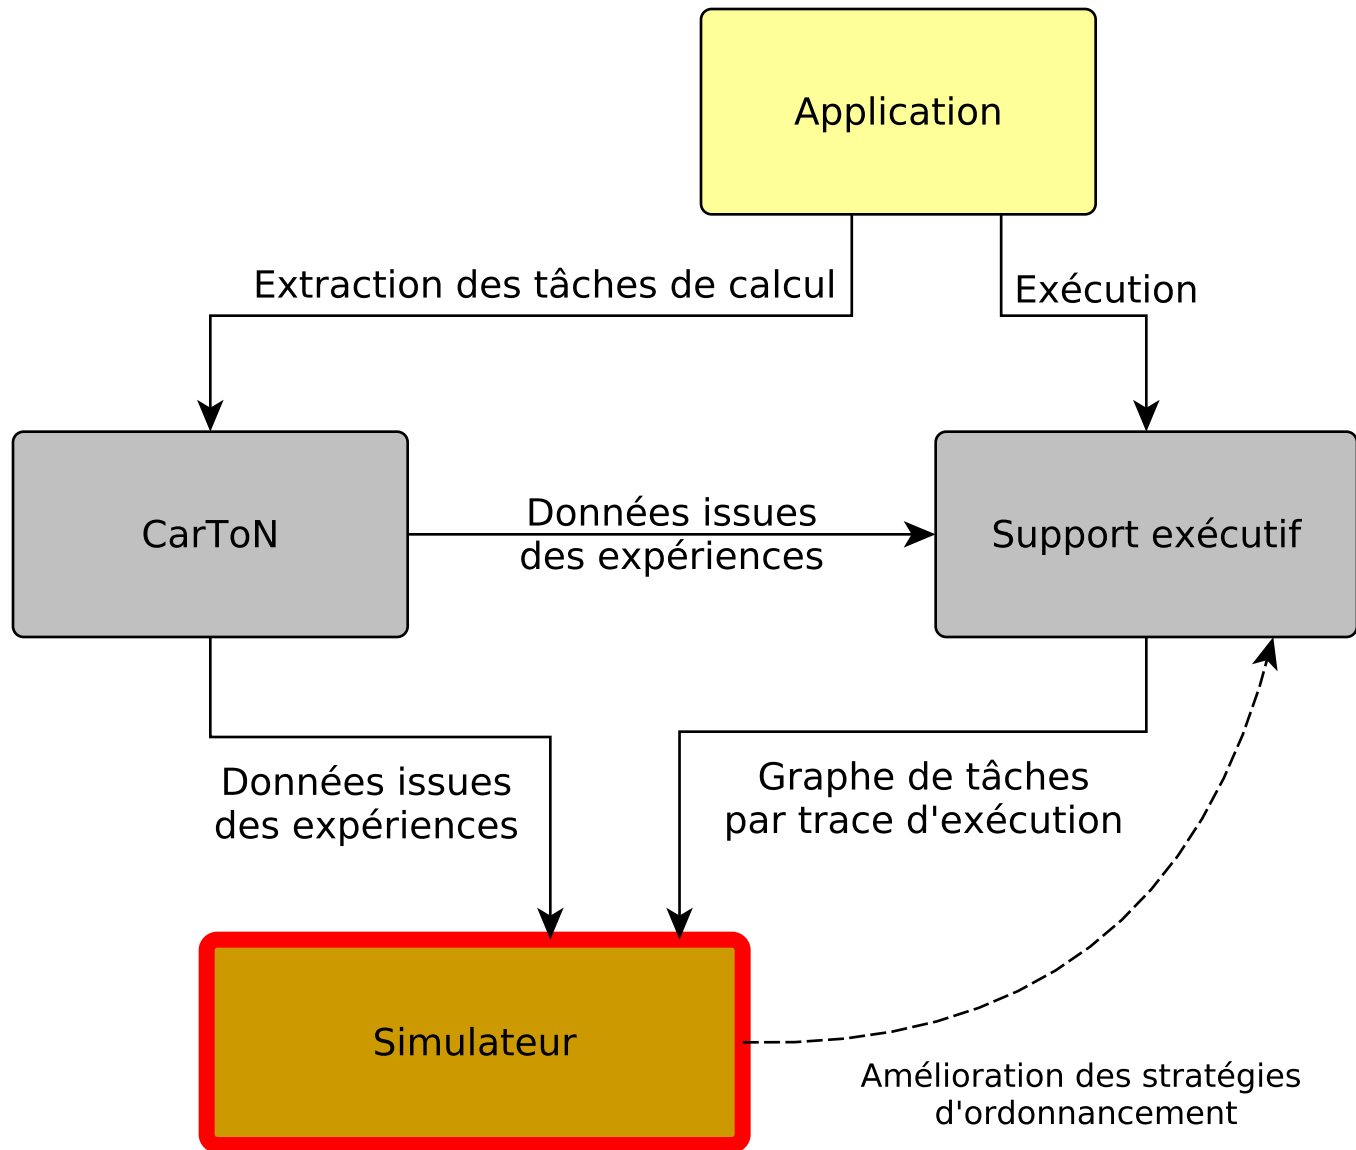 Application
Extraction des tâches de calcul
Exécution
CarToN
Données issues
des expériences
Support exécutif
Données issues
des expériences
Graphe de tâches
par trace d'exécution
Simulateur
Amélioration des stratégies
d'ordonnancement